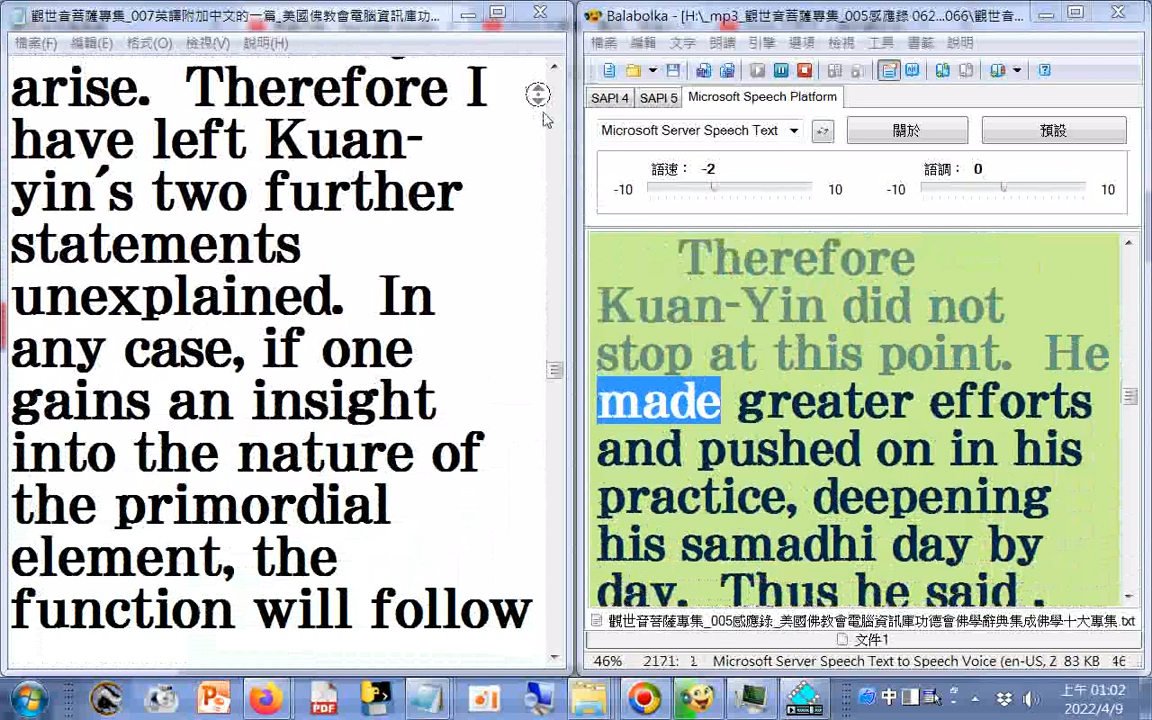 觀世音菩薩專集_007英譯附加中文的一篇_美國佛教會電腦資訊庫功...
檔案(F) 編輯(E) 格式(O) 檢視(V) 說明(H)
arise. Therefore I
have left Kuan-
yin´s two further
statements
unexplained. In
any case, if one
gains an insight
into the nature of
the primordial
element, the
function will follow
Balabolka - [H:\_mp3_觀世音菩薩專集_005感應錄 062...066\觀世音...
檔案 編輯 文字 朗讀 引擎 選項 檢視 工具 書籤 說明
SAPI 4 SAPI 5 Microsoft Speech Platform
Microsoft Server Speech Text 關於 預設
語速： -2 語調： 0
-10 10 -10 10
Therefore
Kuan-Yin did not
stop at this point. He
made greater efforts
and pushed on in his
practice, deepening
his samadhi day by
day. Thus he said ,
觀世音菩薩專集_005感應錄_美國佛教會電腦資訊庫功德會佛學辭典集成佛學十大專集.txt
文件1
46% 2171: 1 Microsoft Server Speech Text to Speech Voice (en-US, Z 83 KB 46
中 上午 01:02
2022/4/9